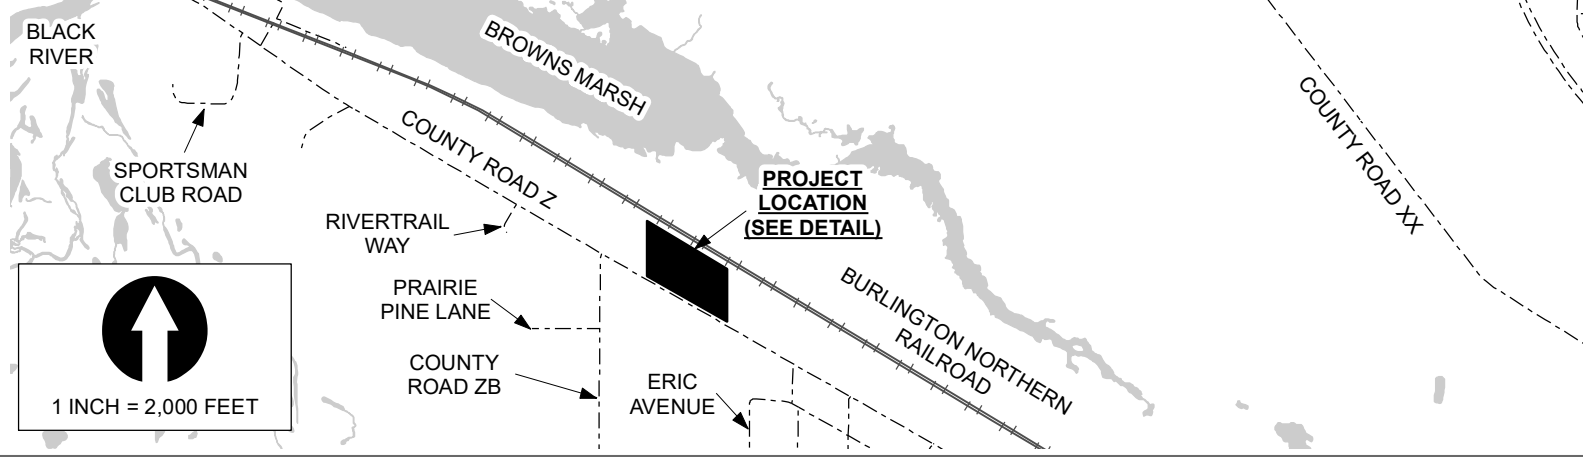 BLACK
RIVER
BROWNS MARSH
COUNTY ROAD XX
COUNTY ROAD Z
SPORTSMAN
CLUB ROAD
PROJECT
LOCATION
(SEE DETAIL)
RIVERTRAIL
WAY
PRAIRIE
PINE LANE
BURLINGTON NORTHERN
RAILROAD
COUNTY
ROAD ZB
ERIC
AVENUE
1 INCH = 2,000 FEET